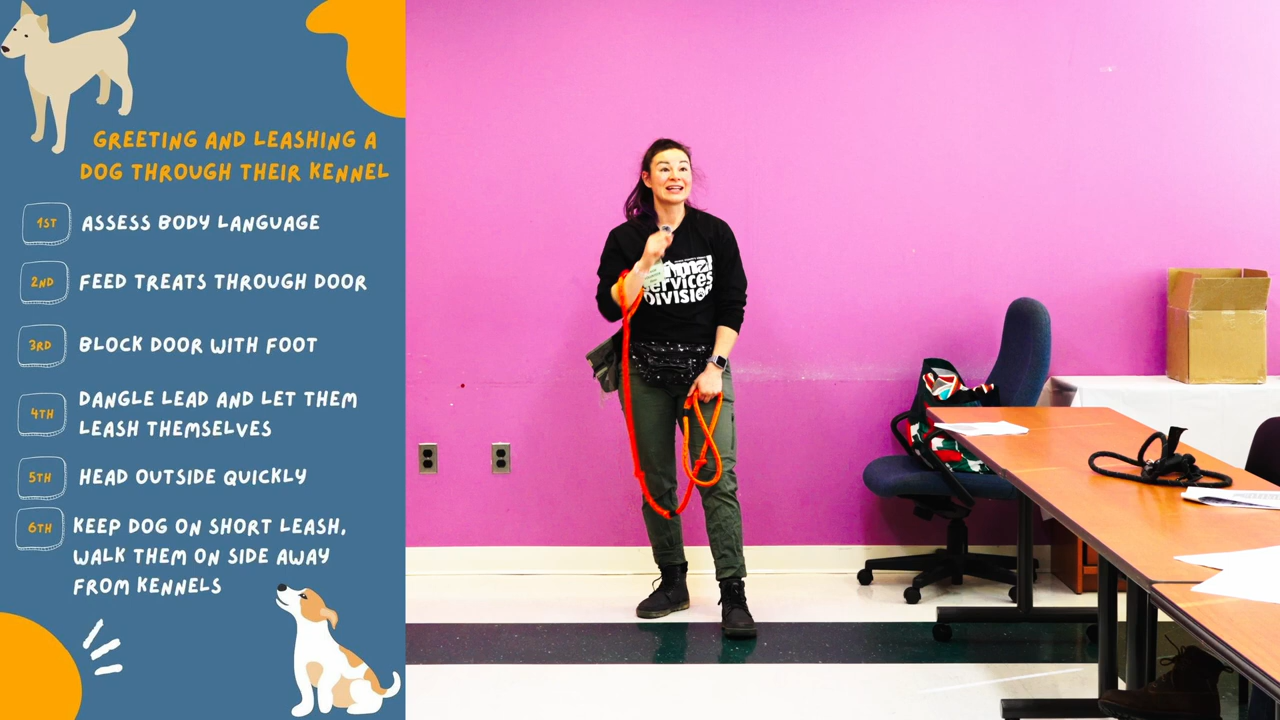 GREETING AND LEASHING A
DOG THROUGH THEIR KENNEL
1ST ASSESS BODY LANGUAGE
2ND FEED TREATS THROUGH DOOR
3RD BLOCK DOOR WITH FOOT
4TH DANGLE LEAD AND LET THEM
LEASH THEMSELVES
5TH HEAD OUTSIDE QUICKLY
6TH KEEP DOG ON SHORT LEASH,
WALK THEM ON SIDE AWAY
FROM KENNELS
Services
Division